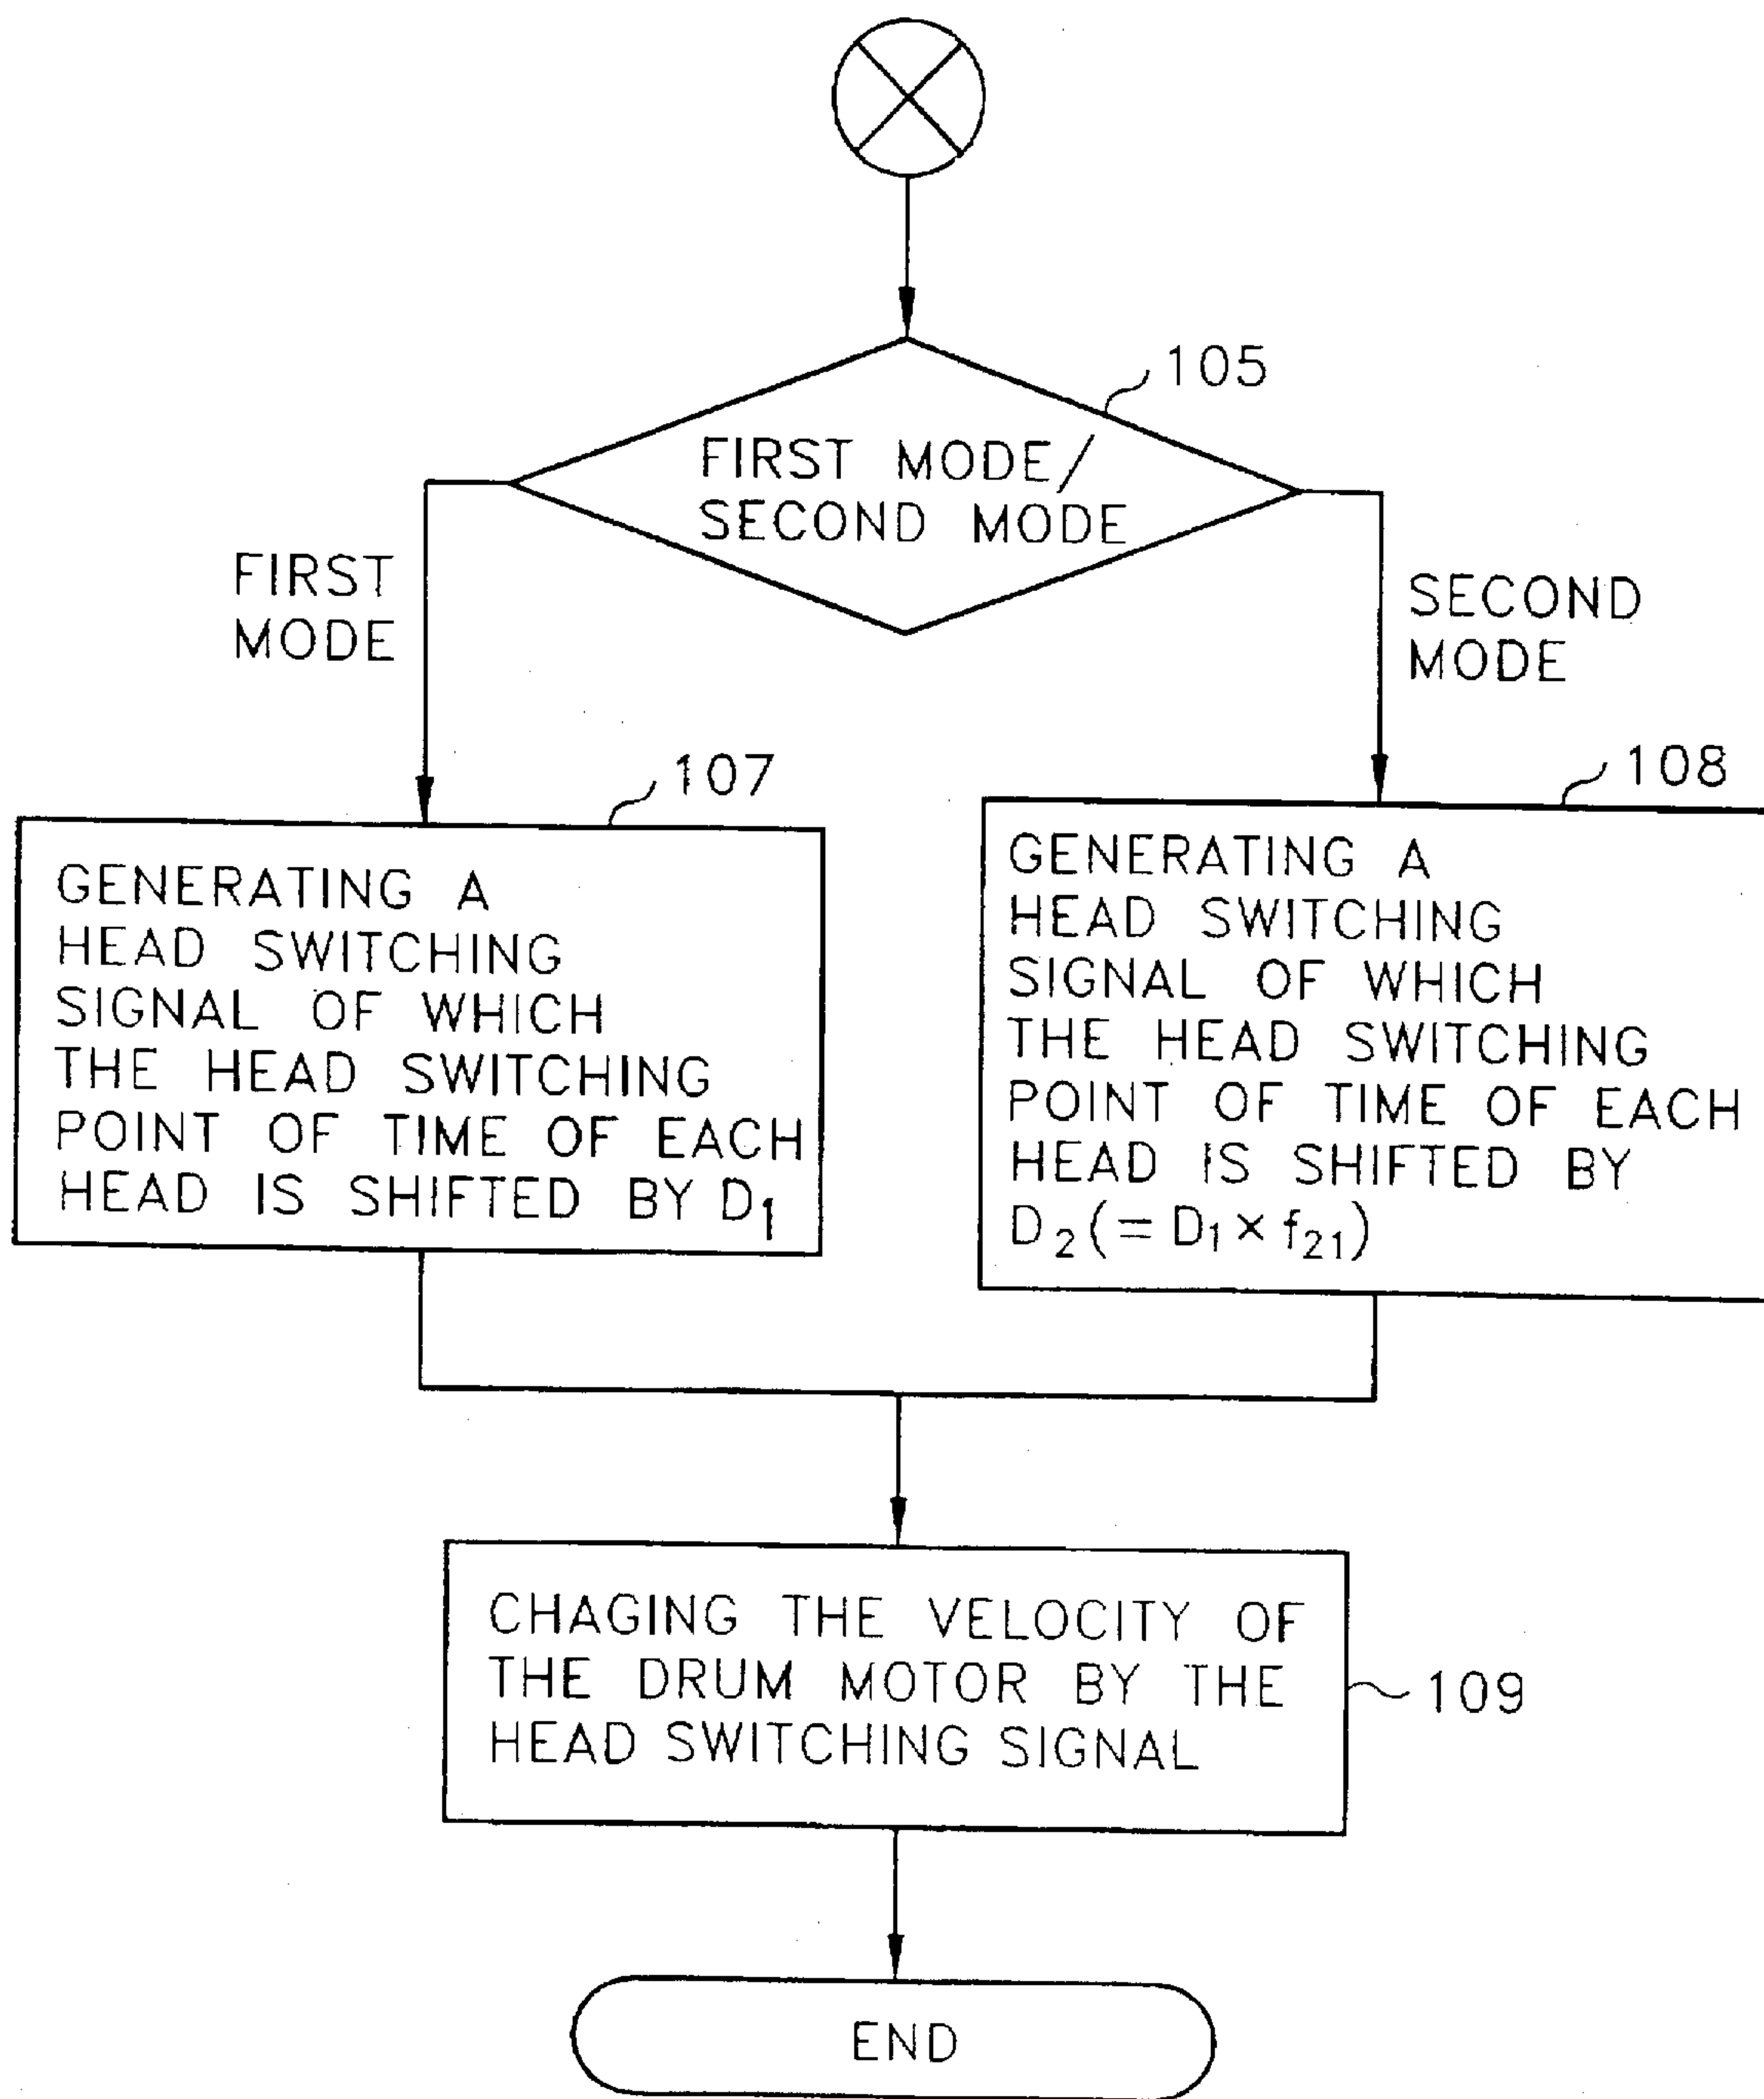 105
FIRST MODE/
SECOND MODE
FIRST
MODE
SECOND
MODE
107
GENERATING A
HEAD SWITCHING
SIGNAL OF WHICH
THE HEAD SWITCHING
POINT OF TIME OF EACH
HEAD IS SHIFTED BY D₁
108
GENERATING A
HEAD SWITCHING
SIGNAL OF WHICH
THE HEAD SWITCHING
POINT OF TIME OF EACH
HEAD IS SHIFTED BY
D₂(=D₁×f₂₁)
CHAGING THE VELOCITY OF
THE DRUM MOTOR BY THE
HEAD SWITCHING SIGNAL
109
END